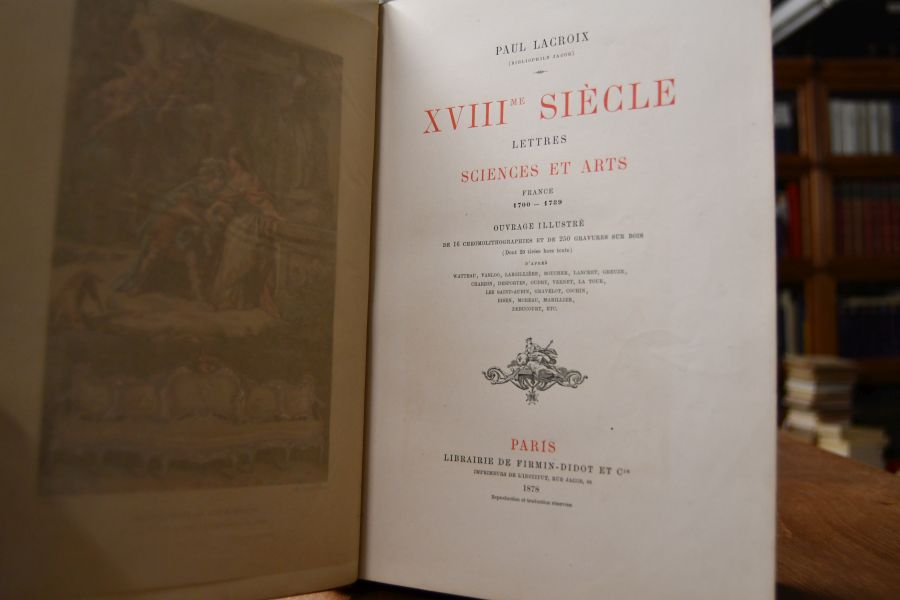 PAUL LACROIX
(BIBLIOPHILE JACOB)
XVIIIME SIÈCLE
LETTRES
SCIENCES ET ARTS
FRANCE
1700 — 1789
OUVRAGE ILLUSTRÉ
DE 16 CHROMOLITHOGRAPHIES ET DE 250 GRAVURES SUR BOIS
(Dont 20 tirées hors texte)
D'APRÈS
WATTEAU, VANLOO, LARGILLIÈRE, BOUCHER, LANCRET, GREUZE,
CHARDIN, DESPORTES, OUDRY, VERNET, LA TOUR,
LES SAINT-AUBIN, GRAVELOT, COCHIN,
EISEN, MOREAU, MARILLIER,
DEBUCOURT, ETC.
PARIS
LIBRAIRIE DE FIRMIN-DIDOT ET Cie
IMPRIMEURS DE L'INSTITUT, RUE JACOB, 56
1878
Reproduction et traduction réservées